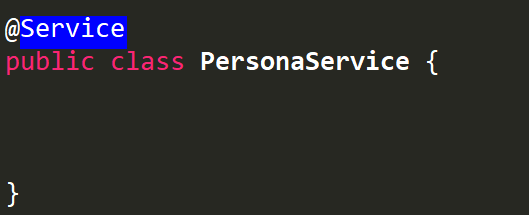 @Service
public class PersonaService {
}